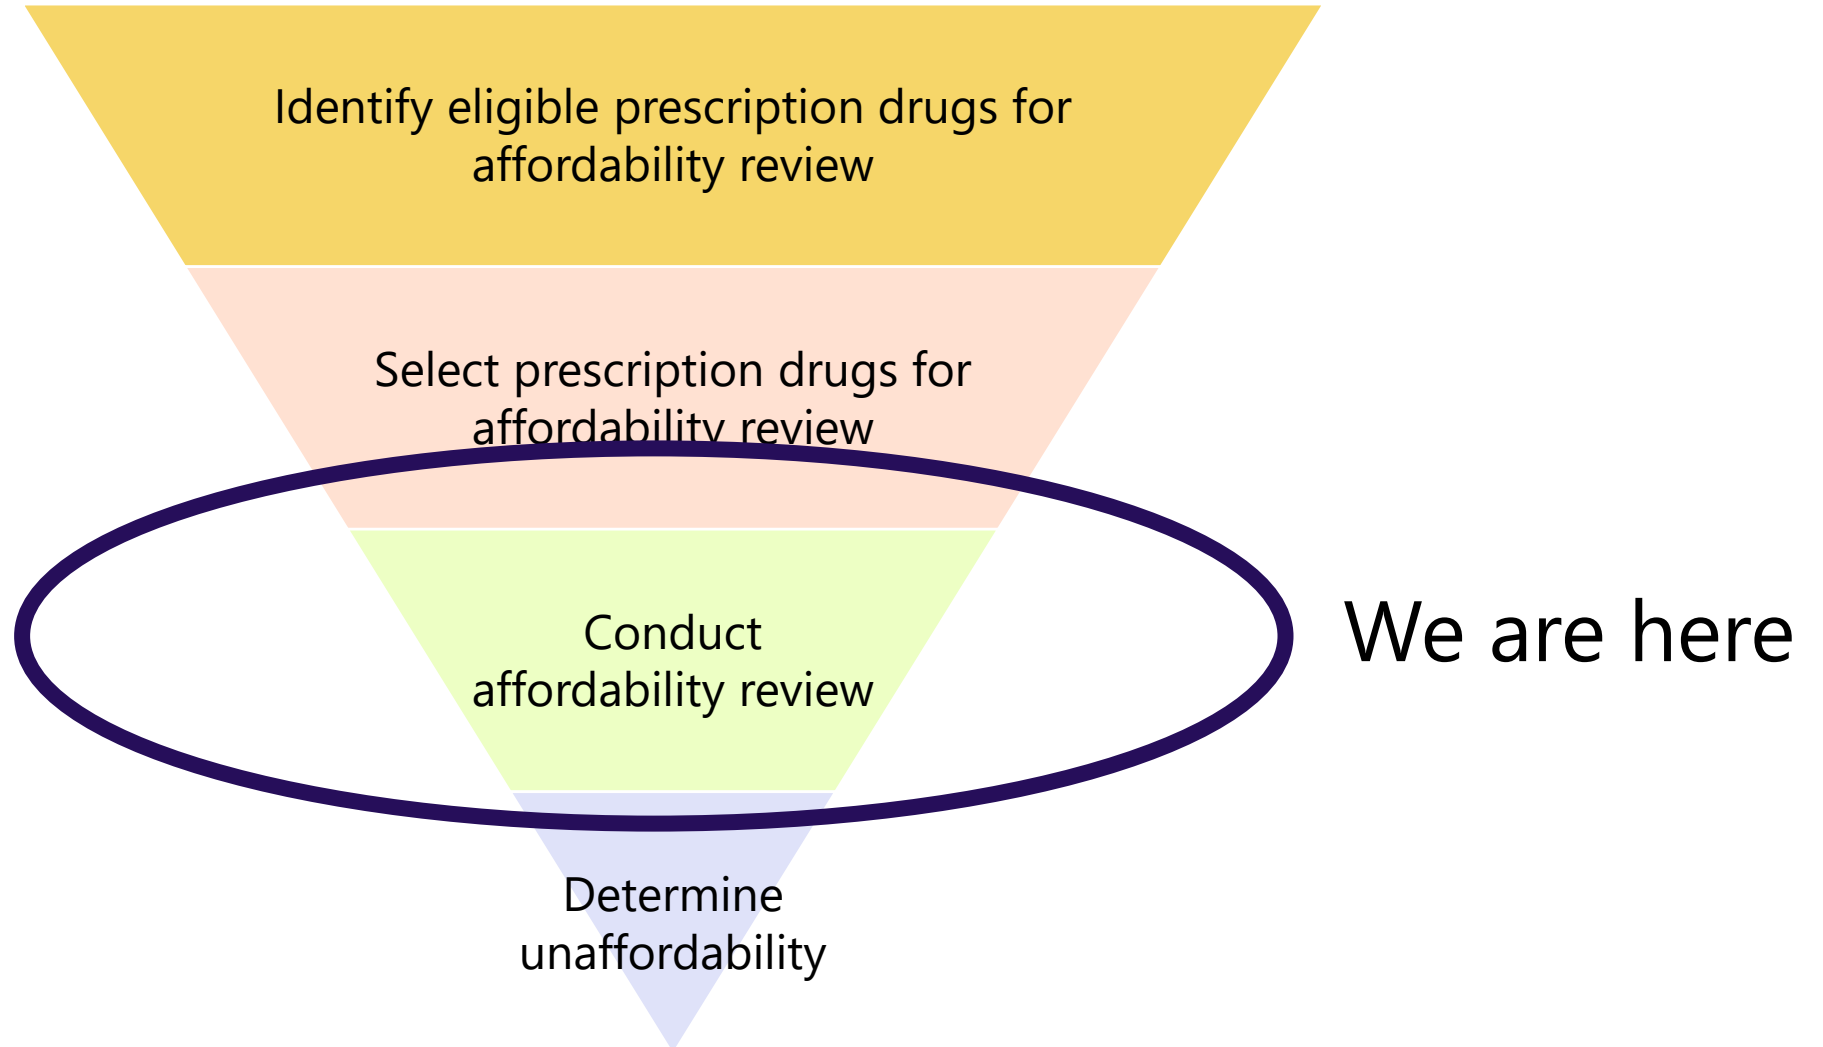 Identify eligible prescription drugs for
affordability review
Select prescription drugs for
affordability review
Conduct
affordability review
We are here
Determine
unaffordability